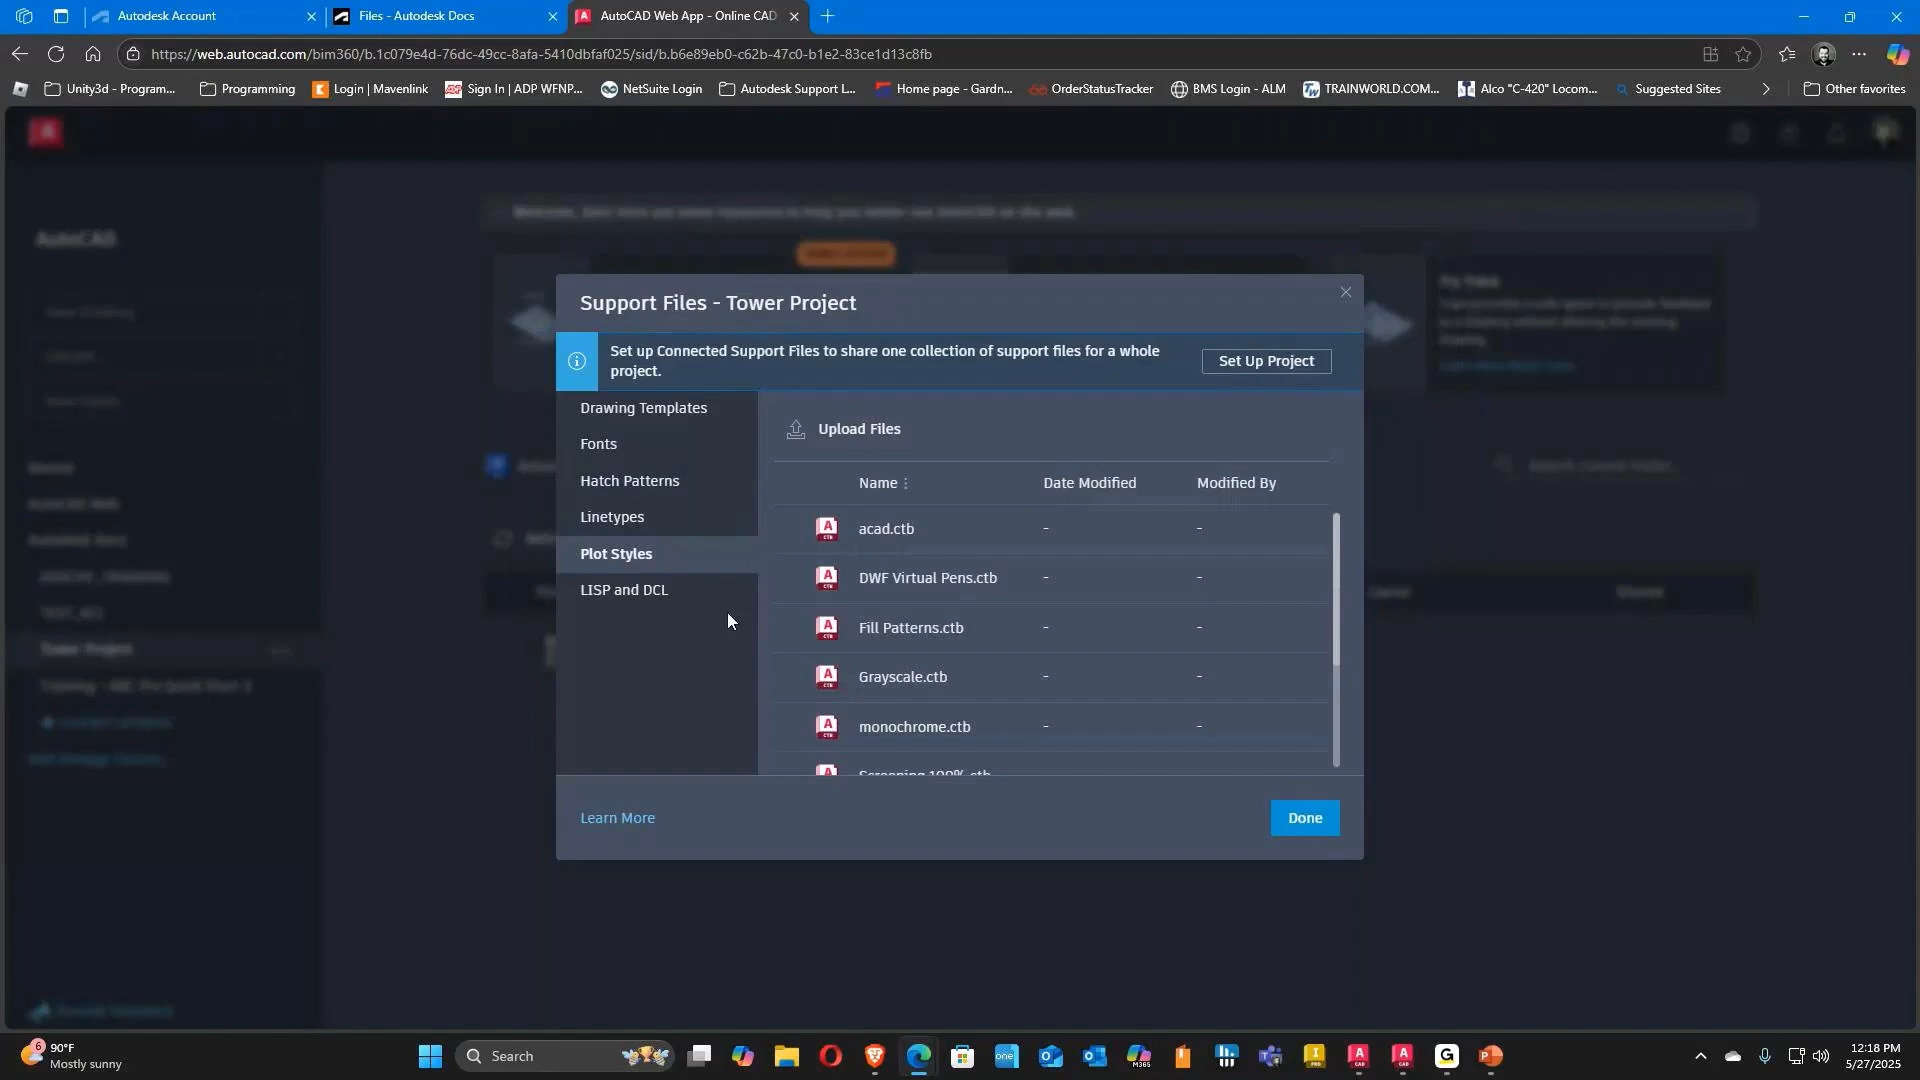 Autodesk Account
Files - Autodesk Docs
AutoCAD Web App - Online CAD
https://web.autocad.com/bim360/b.1c079e4d-76dc-49cc-8afa-5410dbfaf025/sid/b.b6e89eb0-c62b-47c0-b1e2-83ce1d13c8fb
Unity3d - Program...
Programming
Login | Mavenlink
Sign In | ADP WFNP...
NetSuite Login
Autodesk Support L...
Home page - Gardn...
OrderStatusTracker
BMS Login - ALM
TRAINWORLD.COM...
Alco "C-420" Locom...
Suggested Sites
Other favorites
AutoCAD
Support Files - Tower Project
Set up Connected Support Files to share one collection of support files for a whole
project.
Set Up Project
Drawing Templates
Fonts
Hatch Patterns
Linetypes
Plot Styles
LISP and DCL
Upload Files
Name
Date Modified
Modified By
acad.ctb - -
DWF Virtual Pens.ctb - -
Fill Patterns.ctb - -
Grayscale.ctb - -
monochrome.ctb - -
Screening 100%.ctb
Tower Project
Learn More
Done
90°F
Mostly sunny
Search
12:18 PM
5/27/2025